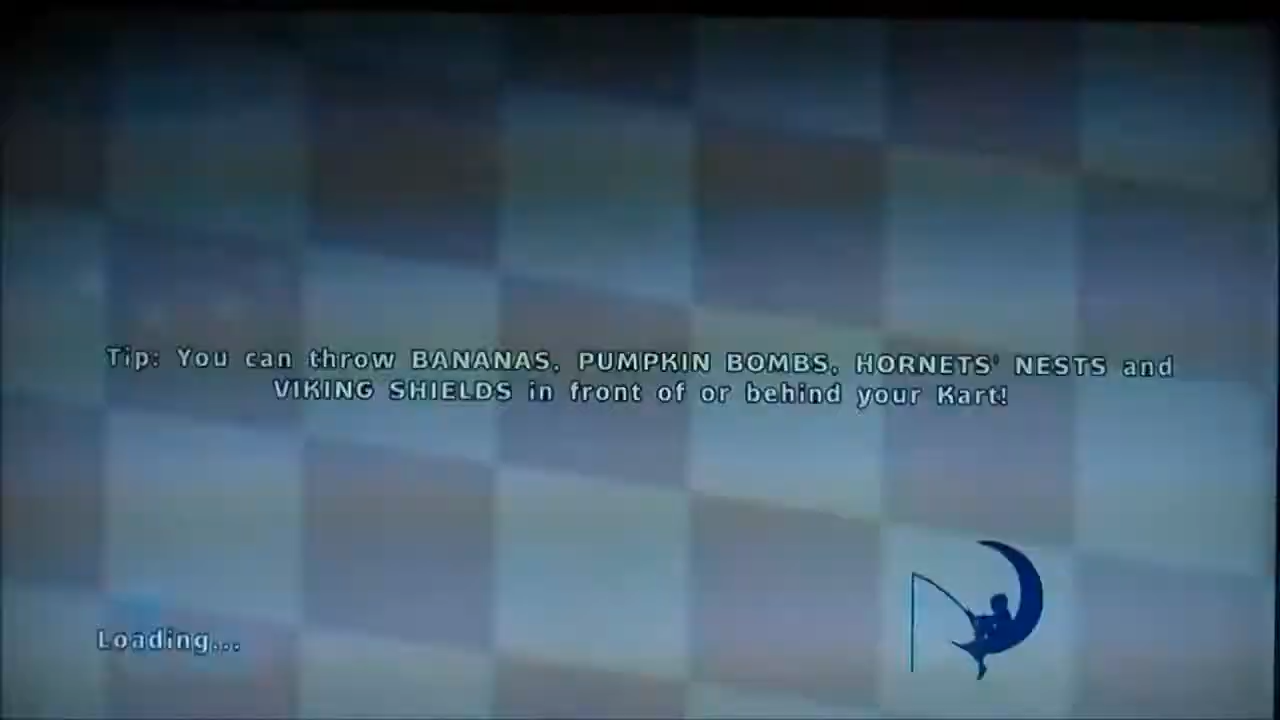 Tip: You can throw BANANAS, PUMPKIN BOMBS, HORNETS' NESTS and
VIKING SHIELDS in front of or behind your Kart!
Loading...